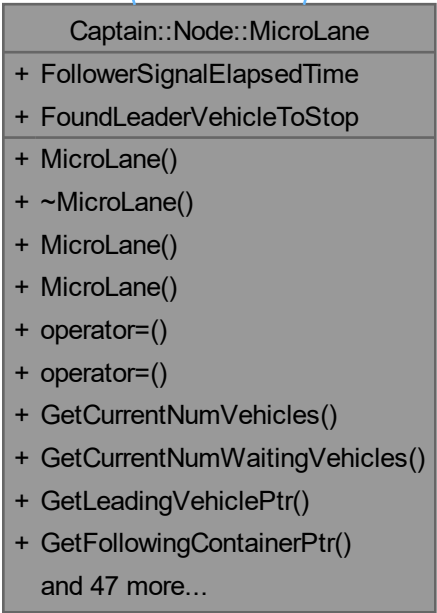 Captain::Node::MicroLane
+ FollowerSignalElapsedTime
+ FoundLeaderVehicleToStop
+ MicroLane()
+ ~MicroLane()
+ MicroLane()
+ MicroLane()
+ operator=()
+ operator=()
+ GetCurrentNumVehicles()
+ GetCurrentNumWaitingVehicles()
+ GetLeadingVehiclePtr()
+ GetFollowingContainerPtr()
and 47 more...